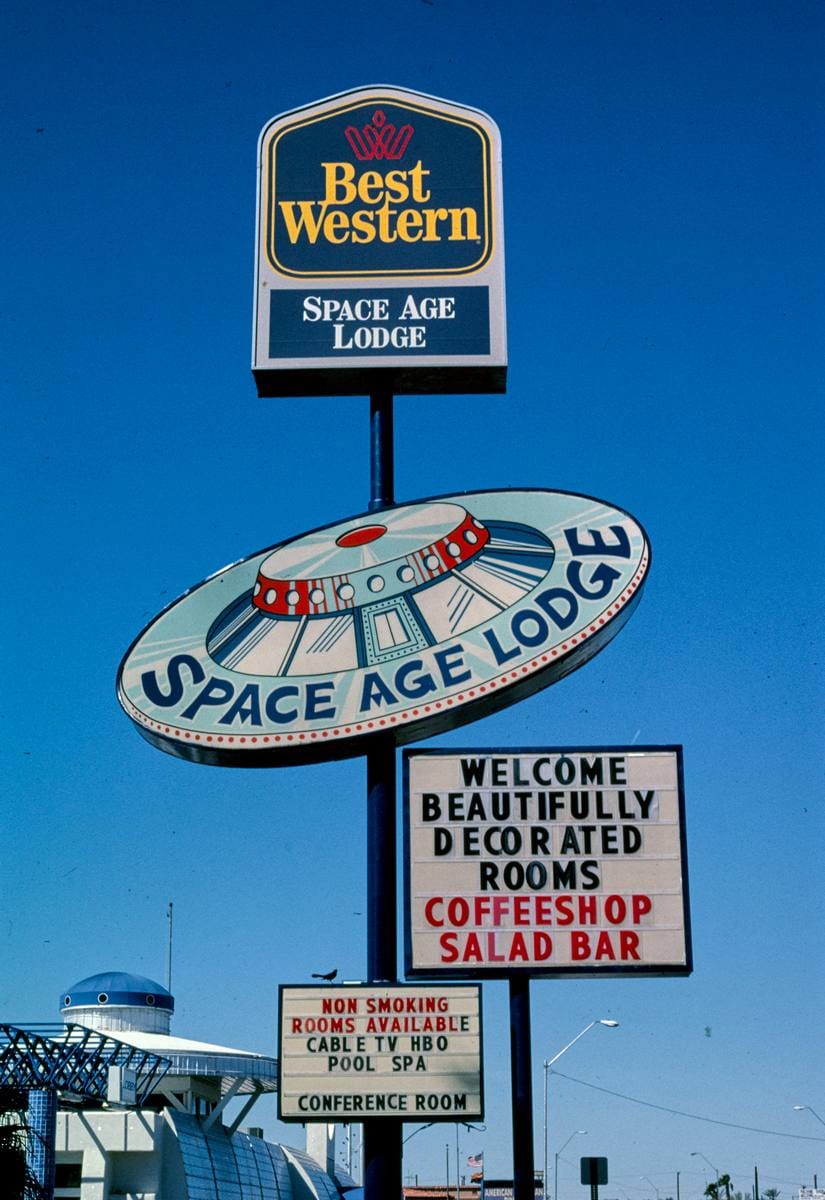 Best
Western
SPACE AGE
LODGE
SPACE AGE LODGE
WELCOME
BEAUTIFULLY
DECORATED
ROOMS
COFFEESHOP
SALAD BAR
NON SMOKING
ROOMS AVAILABLE
CABLE TV HBO
POOL SPA
CONFERENCE ROOM
AMERICAN